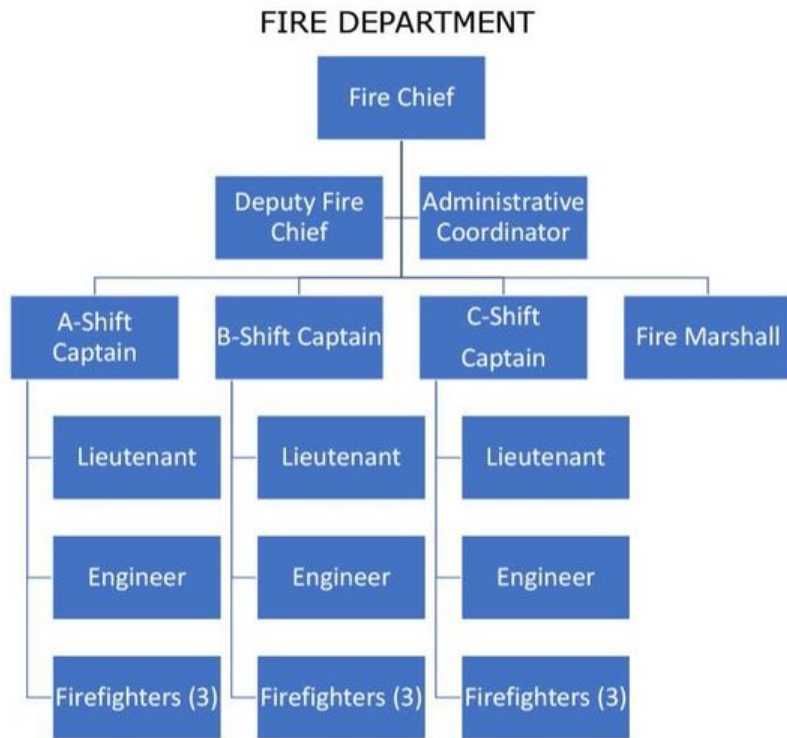 FIRE DEPARTMENT
Fire Chief
Deputy Fire
Chief
Administrative
Coordinator
A-Shift
Captain
B-Shift Captain
C-Shift
Captain
Fire Marshall
Lieutenant
Lieutenant
Lieutenant
Engineer
Engineer
Engineer
Firefighters (3)
Firefighters (3)
Firefighters (3)